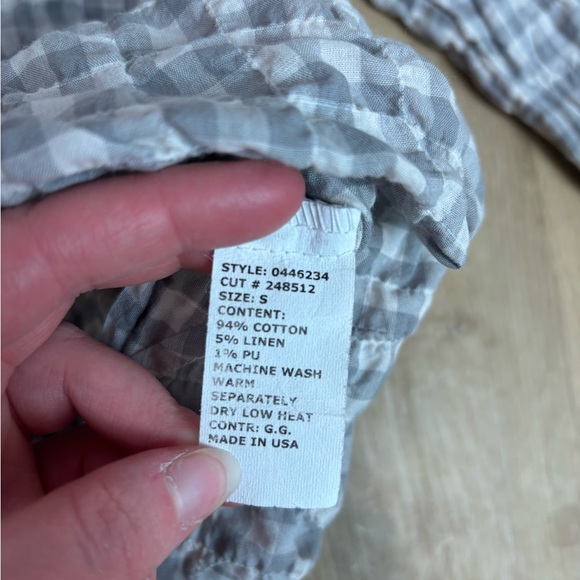 STYLE: 0446234
CUT # 248512
SIZE: S
CONTENT:
94% COTTON
5% LINEN
1% PU
MACHINE WASH
WARM
SEPARATELY
DRY LOW HEAT
CONTR: G.G.
MADE IN USA